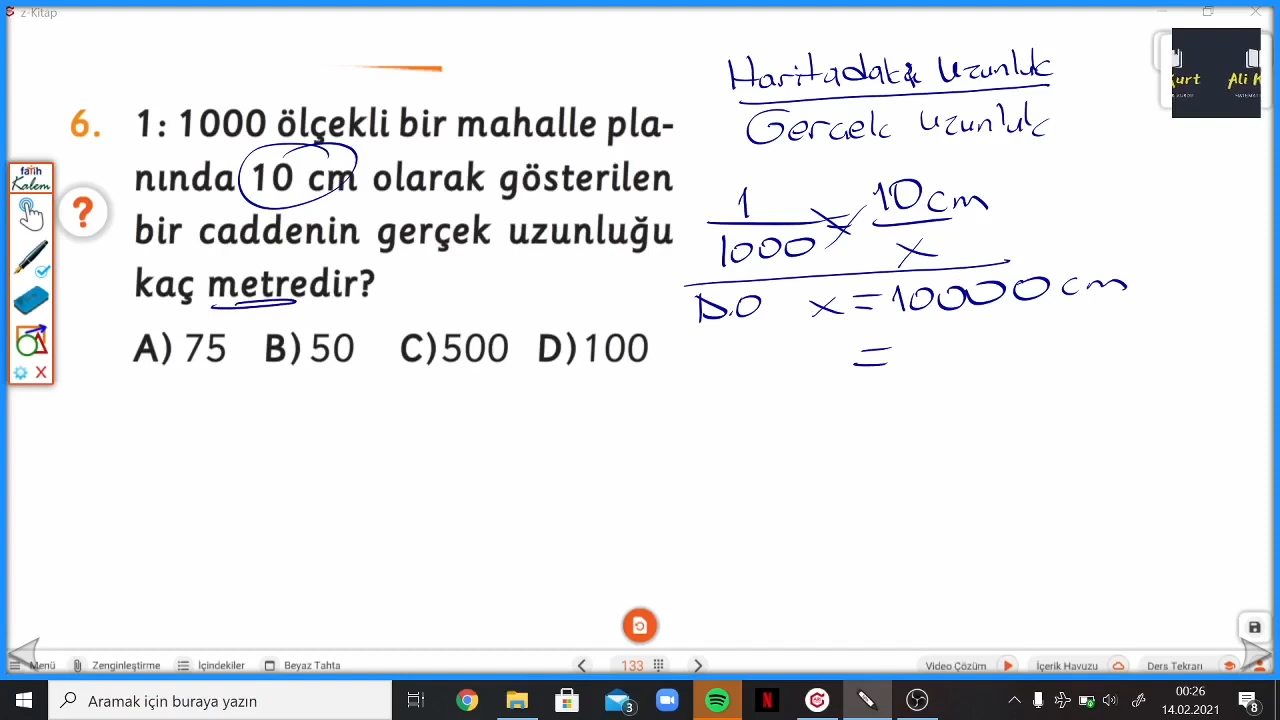 z-Kitap
6. 1: 1000 ölçekli bir mahalle pla-
nında 10 cm olarak gösterilen
bir caddenin gerçek uzunluğu
kaç metredir?
A) 75 B) 50 C) 500 D) 100
Haritadaki Uzunluk
Gerçek Uzunluk
1 10 cm
1000 x
D.O x = 10000 cm
=
fatih
Kalem
?
Kurt
Ali K
Menü Zenginleştirme İçindekiler Beyaz Tahta 133 Video Çözüm İçerik Havuzu Ders Tekrarı
Aramak için buraya yazın
3
N
00:26
14.02.2021
8